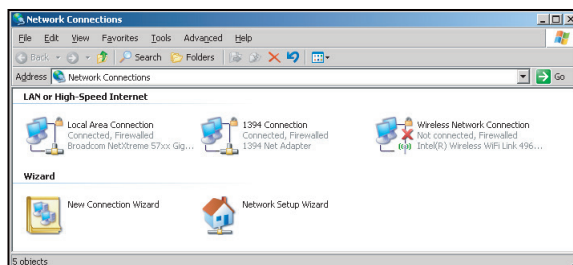 Network Connections
File Edit View Favorites Tools Advanced Help
Back Search Folders
Address Network Connections Go
LAN or High-Speed Internet
Local Area Connection
Connected, Firewalled
Broadcom NetXtreme 57xx Gig...
1394 Connection
Connected, Firewalled
1394 Net Adapter
Wireless Network Connection
Not connected, Firewalled
Intel(R) Wireless WiFi Link 496...
Wizard
New Connection Wizard
Network Setup Wizard
5 objects